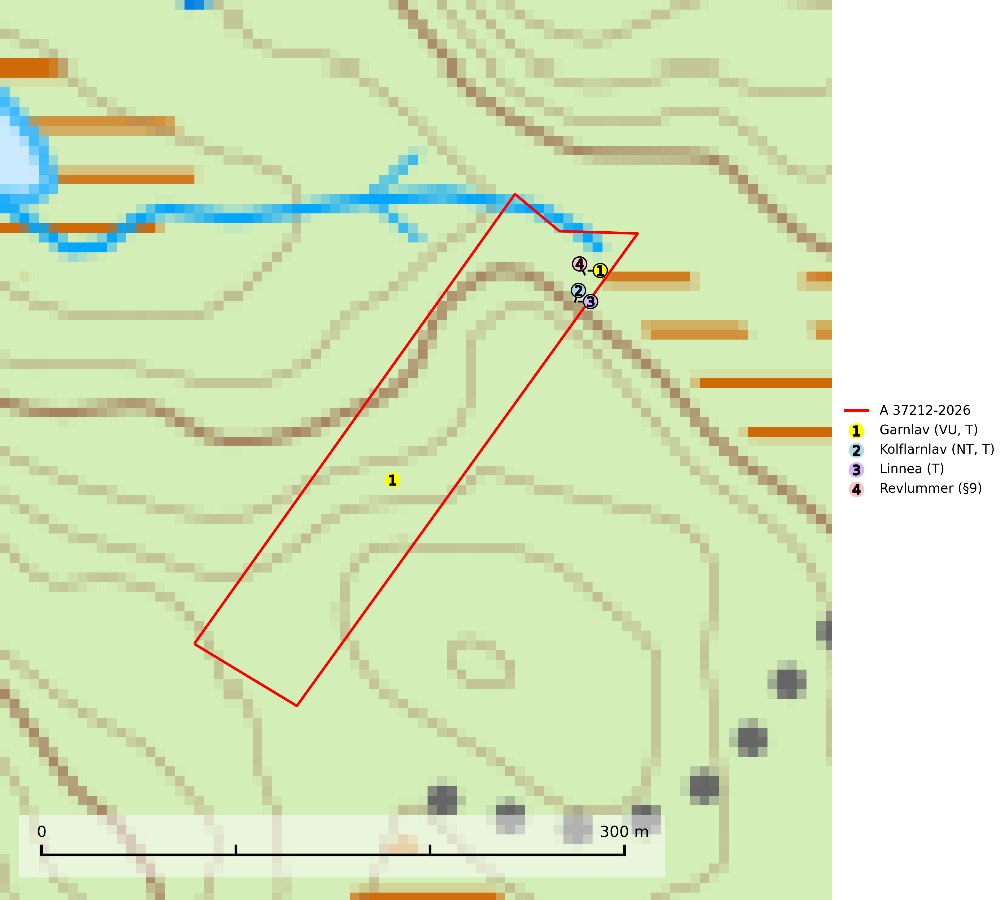 4
1
2
3
1
A 37212-2026
1 Garnlav (VU, T)
2 Kolflarnlav (NT, T)
3 Linnea (T)
4 Revlummer (§9)
0 300 m